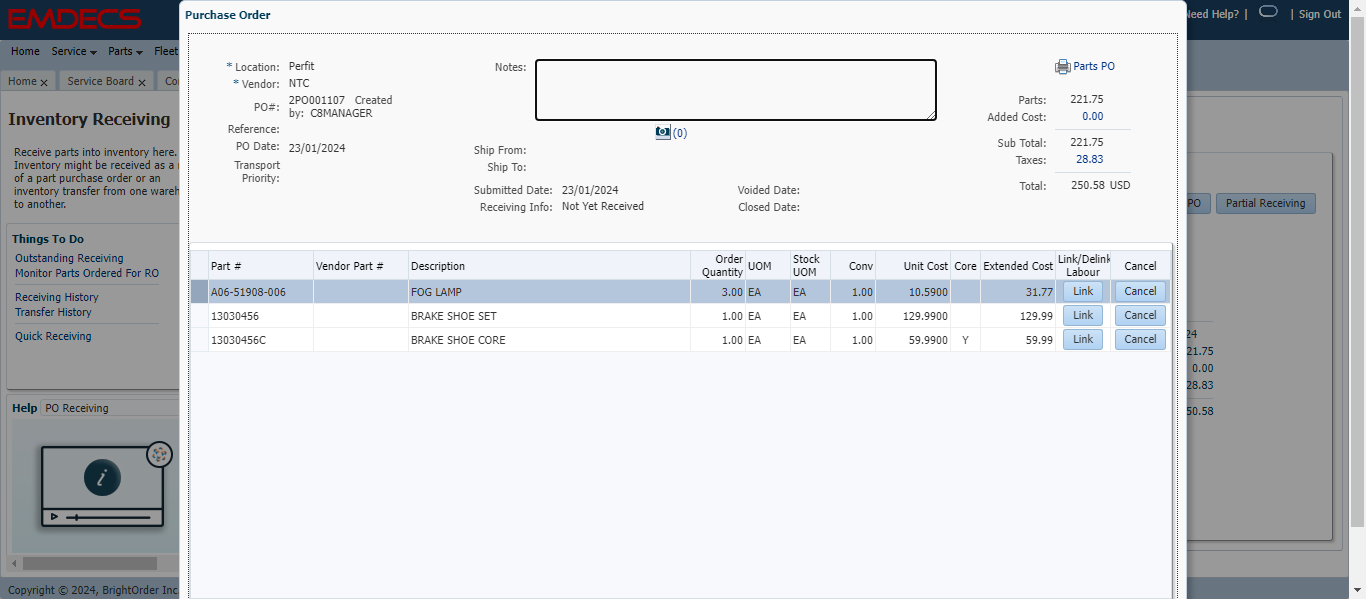 EMDECS
Need Help? | | Sign Out
Home Service Parts Fleet
Home x Service Board x
Inventory Receiving
Receive parts into inventory here.
Inventory might be received as a
of a part purchase order or an
inventory transfer from one wareh
to another.
Things To Do
Outstanding Receiving
Monitor Parts Ordered For RO
Receiving History
Transfer History
Quick Receiving
Help PO Receiving
i
Copyright © 2024, BrightOrder Inc
Purchase Order
* Location: Perfit
* Vendor: NTC
PO#: 2PO001107 Created
by: C8MANAGER
Reference:
PO Date: 23/01/2024
Transport
Priority:
Notes:
(0)
Ship From:
Ship To:
Submitted Date: 23/01/2024 Voided Date:
Receiving Info: Not Yet Received Closed Date:
Parts PO
Parts: 221.75
Added Cost: 0.00
Sub Total: 221.75
Taxes: 28.83
Total: 250.58 USD
Part # Vendor Part # Description Order Quantity UOM Stock UOM Conv Unit Cost Core Extended Cost Link/Delink Labour Cancel
A06-51908-006 FOG LAMP 3.00 EA EA 1.00 10.5900 31.77 Link Cancel
13030456 BRAKE SHOE SET 1.00 EA EA 1.00 129.9900 129.99 Link Cancel
13030456C BRAKE SHOE CORE 1.00 EA EA 1.00 59.9900 Y 59.99 Link Cancel
PO Partial Receiving
24
21.75
0.00
28.83
50.58